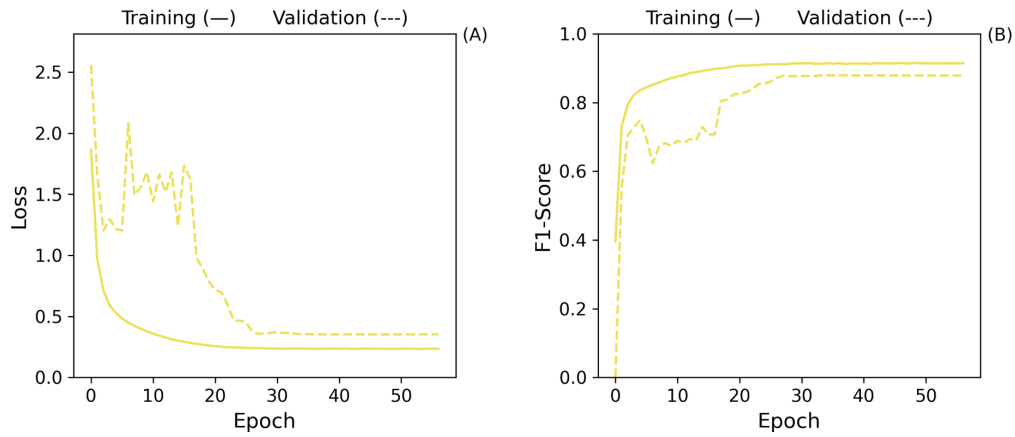 Training (—) Validation (---)
(A)
2.5
2.0
1.5
1.0
0.5
0.0
Loss
0 10 20 30 40 50
Epoch
Training (—) Validation (---)
(B)
1.0
0.8
0.6
0.4
0.2
0.0
F1-Score
0 10 20 30 40 50
Epoch